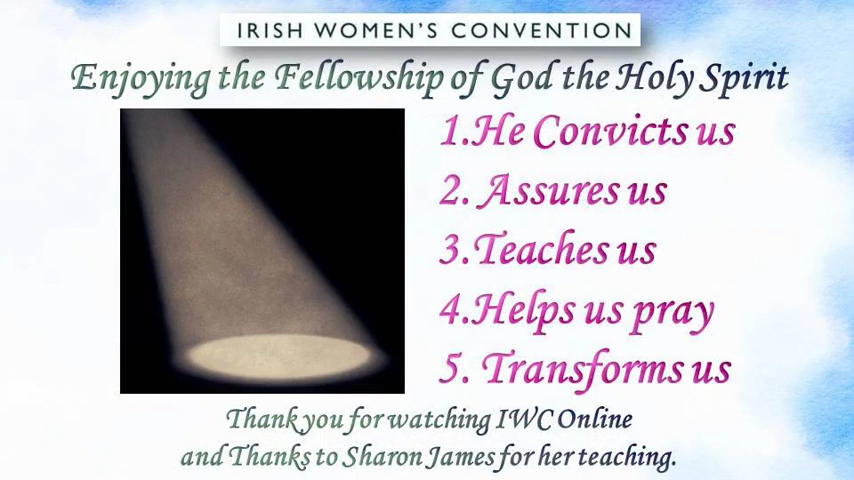 IRISH WOMEN'S CONVENTION
Enjoying the Fellowship of God the Holy Spirit
1.He Convicts us
2. Assures us
3.Teaches us
4.Helps us pray
5. Transforms us
Thank you for watching IWC Online
and Thanks to Sharon James for her teaching.